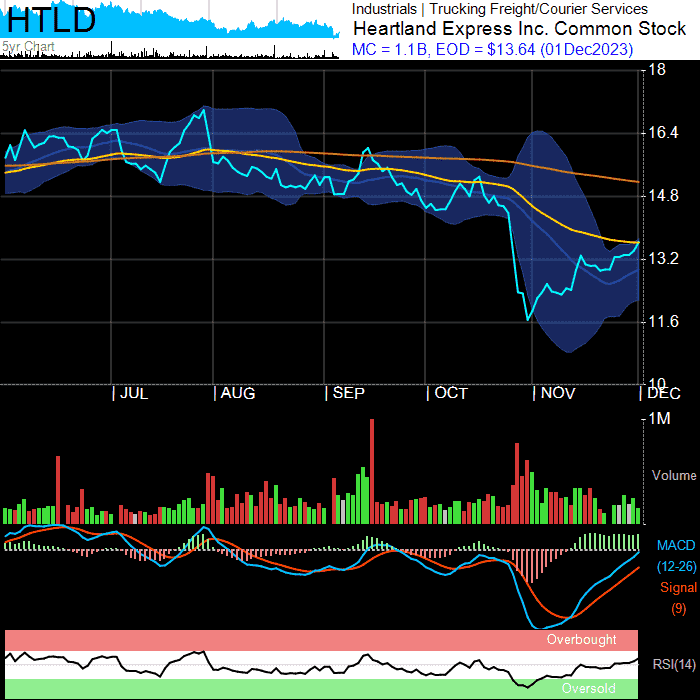 HTLD
5yr Chart
Industrials | Trucking Freight/Courier Services
Heartland Express Inc. Common Stock
MC = 1.1B, EOD = $13.64 (01Dec2023)
18
16.4
14.8
13.2
11.6
10
| JUL | AUG | SEP | OCT | NOV | DEC
1M
Volume
MACD
(12-26)
Signal
(9)
Overbought
RSI(14)
Oversold